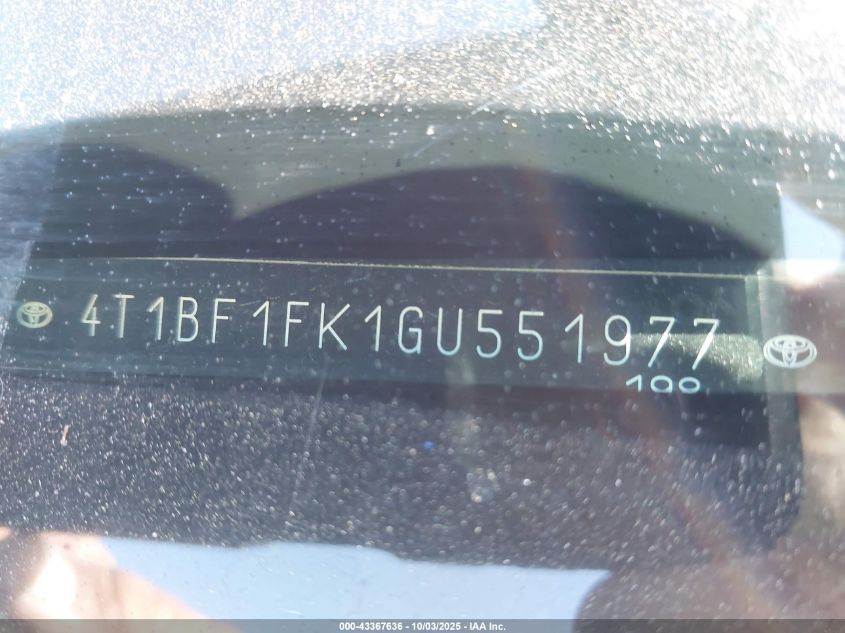 4T1BF1FK1GU551977
000-43367636 - 10/03/2025 - IAA Inc.